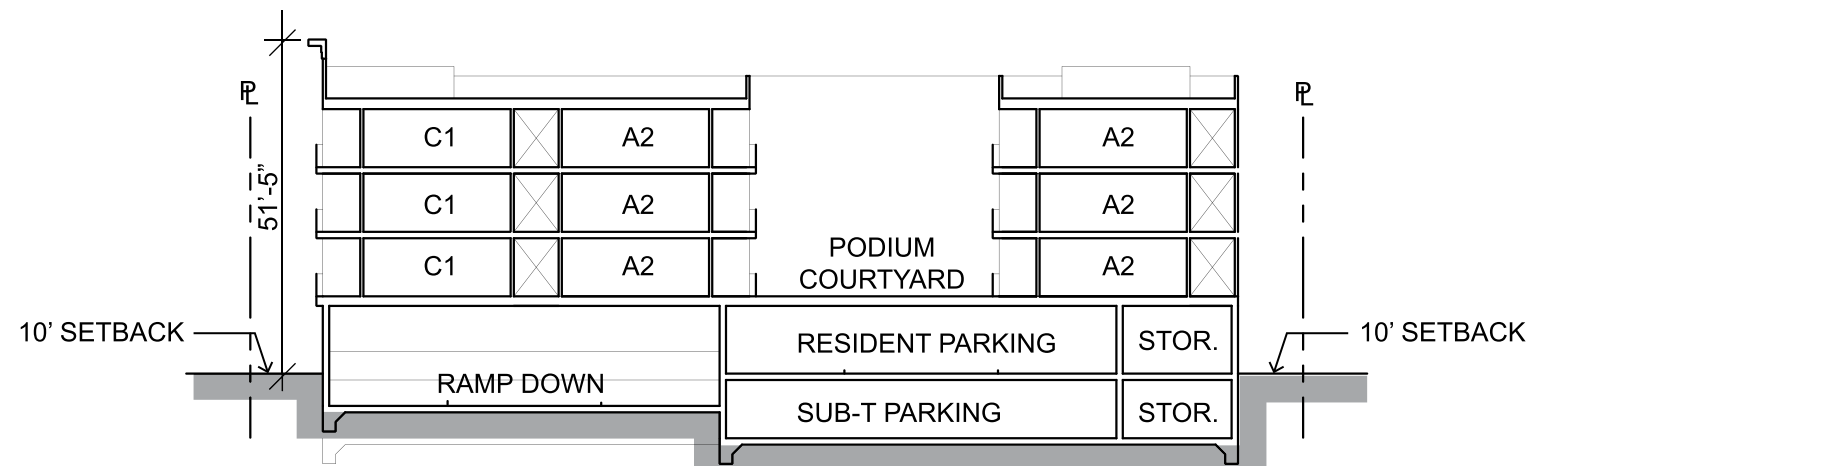 PL
PL
C1 A2 A2
51'-5"
C1 A2 A2
PODIUM
COURTYARD
C1 A2 A2
10’ SETBACK
10’ SETBACK
RESIDENT PARKING
STOR.
RAMP DOWN
SUB-T PARKING
STOR.